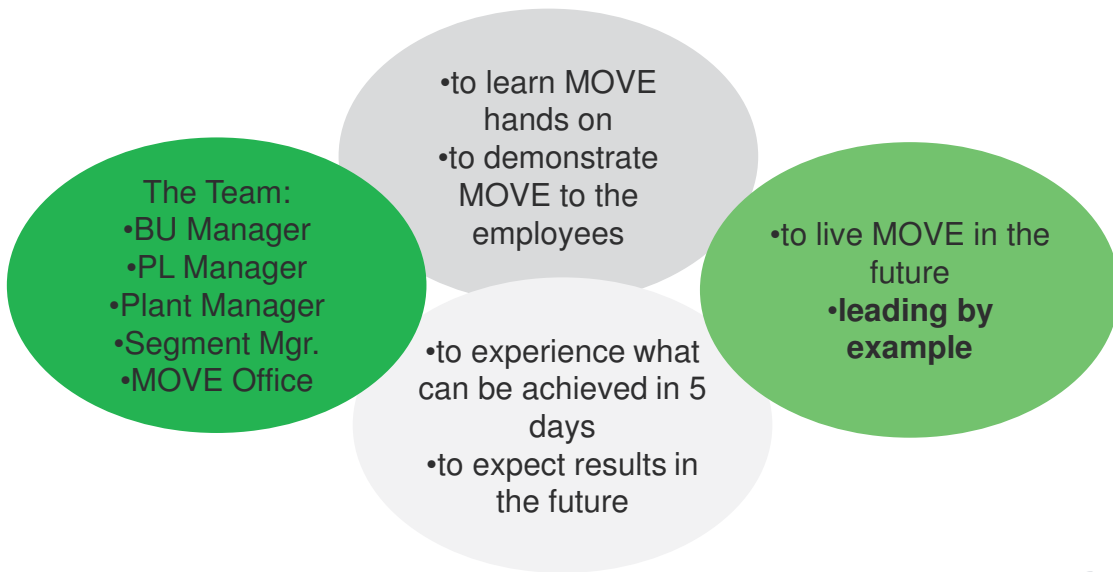 The Team:
•BU Manager
•PL Manager
•Plant Manager
•Segment Mgr.
•MOVE Office
•to learn MOVE
hands on
•to demonstrate
MOVE to the
employees
•to experience what
can be achieved in 5
days
•to expect results in
the future
•to live MOVE in the
future
•leading by
example